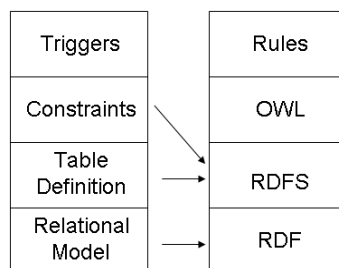 Triggers
Constraints
Table
Definition
Relational
Model
Rules
OWL
RDFS
RDF